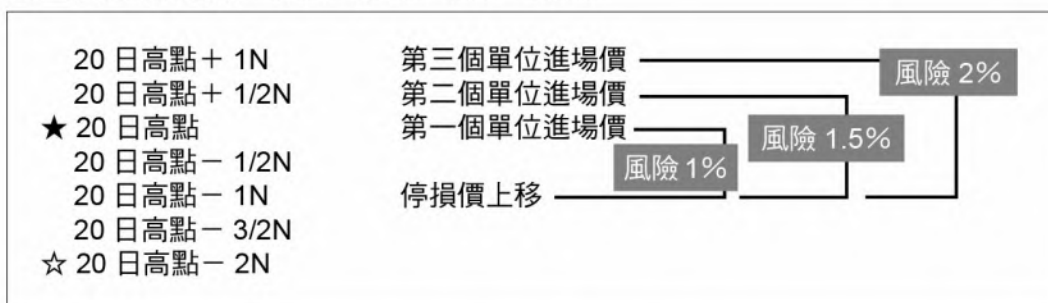 20 日高點＋ 1N
20 日高點＋ 1/2N
★ 20 日高點
20 日高點－ 1/2N
20 日高點－ 1N
20 日高點－ 3/2N
☆ 20 日高點－ 2N
第三個單位進場價
第二個單位進場價
第一個單位進場價
停損價上移
風險 1%
風險 1.5%
風險 2%